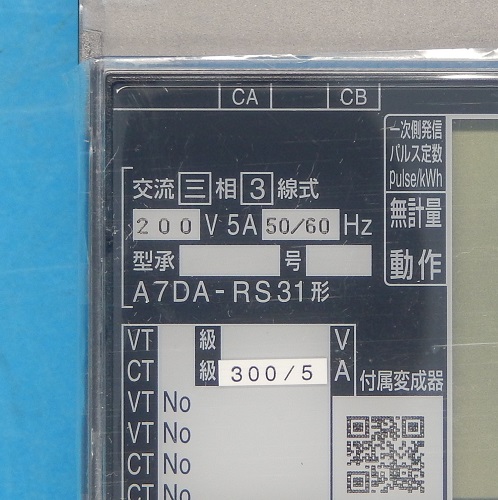 CA CB
一次側発信
パルス定数
pulse/kWh
無計量
動作
交流 三 相 3 線式
200 V 5A 50/60 Hz
型承 号
A7DA-RS31形
VT 級 V
CT 級 300/5 A
付属変成器
VT No
VT No
CT No
CT No